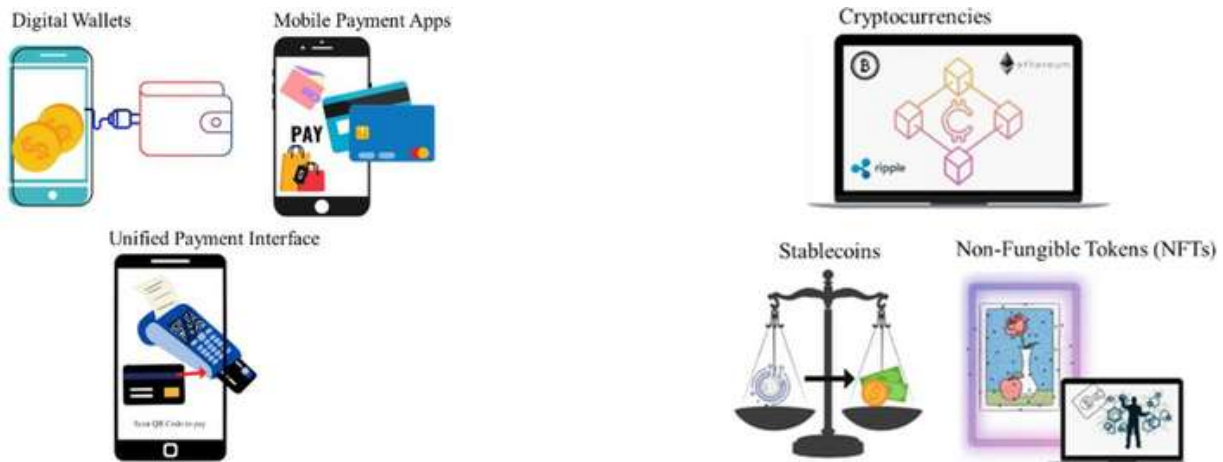 Digital Wallets
Mobile Payment Apps
PAY
Unified Payment Interface
Scan QR Code to pay
Cryptocurrencies
ethereum
ripple
Stablecoins
Non-Fungible Tokens (NFTs)